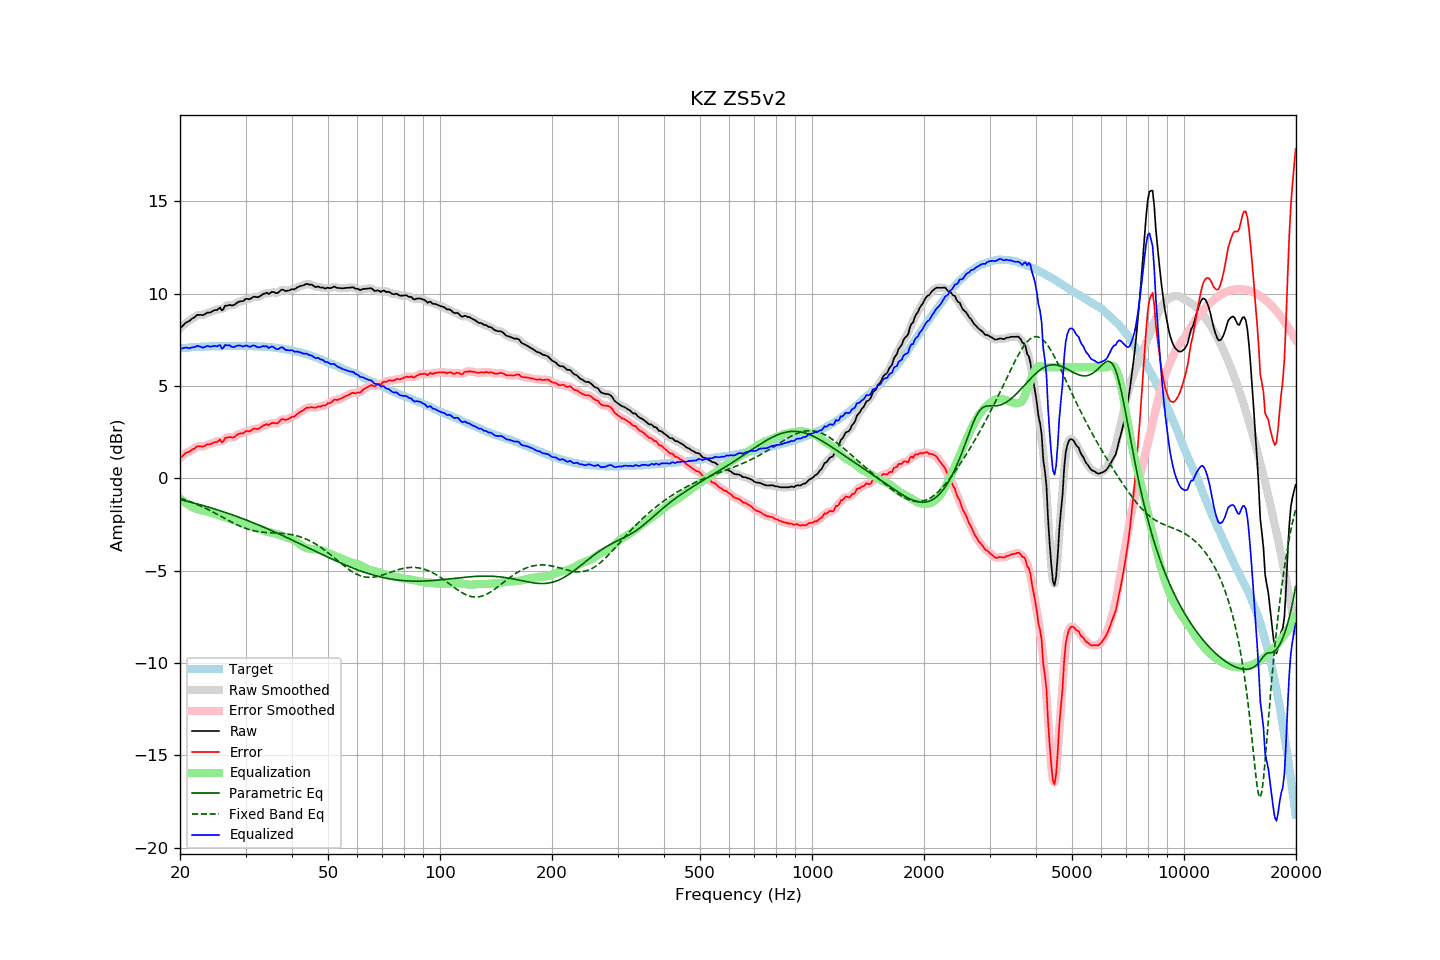 KZ ZS5v2
Amplitude (dBr)
15
10
5
0
−5
−10
−15
−20
Target
Raw Smoothed
Error Smoothed
Raw
Error
Equalization
Parametric Eq
Fixed Band Eq
Equalized
20
50
100
200
500
1000
2000
5000
10000
20000
Frequency (Hz)